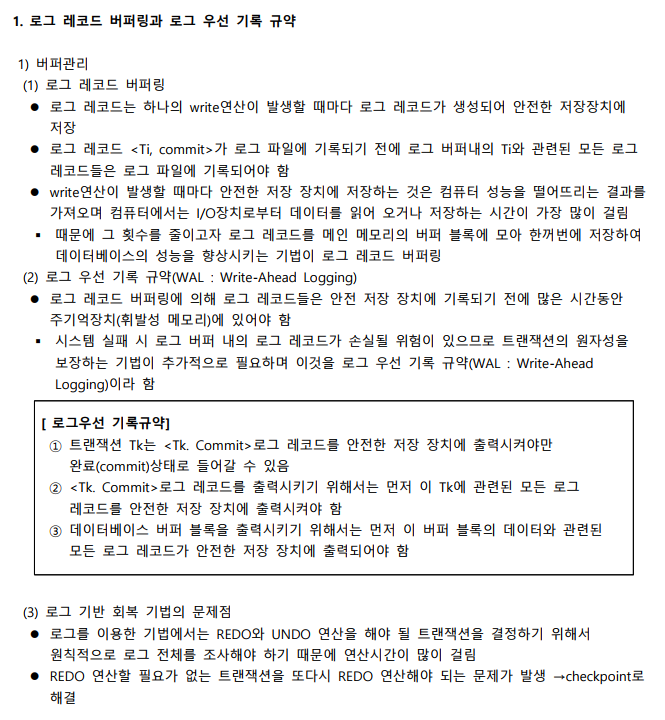 1. 로그 레코드 버퍼링과 로그 우선 기록 규약
1) 버퍼관리
(1) 로그 레코드 버퍼링
● 로그 레코드는 하나의 write연산이 발생할 때마다 로그 레코드가 생성되어 안전한 저장장치에
저장
● 로그 레코드 <Ti, commit>가 로그 파일에 기록되기 전에 로그 버퍼내의 Ti와 관련된 모든 로그
레코드들은 로그 파일에 기록되어야 함
● write연산이 발생할 때마다 안전한 저장 장치에 저장하는 것은 컴퓨터 성능을 떨어뜨리는 결과를
가져오며 컴퓨터에서는 I/O장치로부터 데이터를 읽어 오거나 저장하는 시간이 가장 많이 걸림
▪ 때문에 그 횟수를 줄이고자 로그 레코드를 메인 메모리의 버퍼 블록에 모아 한꺼번에 저장하여
데이터베이스의 성능을 향상시키는 기법이 로그 레코드 버퍼링
(2) 로그 우선 기록 규약(WAL : Write-Ahead Logging)
● 로그 레코드 버퍼링에 의해 로그 레코드들은 안전 저장 장치에 기록되기 전에 많은 시간동안
주기억장치(휘발성 메모리)에 있어야 함
▪ 시스템 실패 시 로그 버퍼 내의 로그 레코드가 손실될 위험이 있으므로 트랜잭션의 원자성을
보장하는 기법이 추가적으로 필요하며 이것을 로그 우선 기록 규약(WAL : Write-Ahead
Logging)이라 함
[ 로그우선 기록규약]
① 트랜잭션 Tk는 <Tk. Commit>로그 레코드를 안전한 저장 장치에 출력시켜야만
완료(commit)상태로 들어갈 수 있음
② <Tk. Commit>로그 레코드를 출력시키기 위해서는 먼저 이 Tk에 관련된 모든 로그
레코드를 안전한 저장 장치에 출력시켜야 함
③ 데이터베이스 버퍼 블록을 출력시키기 위해서는 먼저 이 버퍼 블록의 데이터와 관련된
모든 로그 레코드가 안전한 저장 장치에 출력되어야 함
(3) 로그 기반 회복 기법의 문제점
● 로그를 이용한 기법에서는 REDO와 UNDO 연산을 해야 될 트랜잭션을 결정하기 위해서
원칙적으로 로그 전체를 조사해야 하기 때문에 연산시간이 많이 걸림
● REDO 연산할 필요가 없는 트랜잭션을 또다시 REDO 연산해야 되는 문제가 발생 →checkpoint로
해결